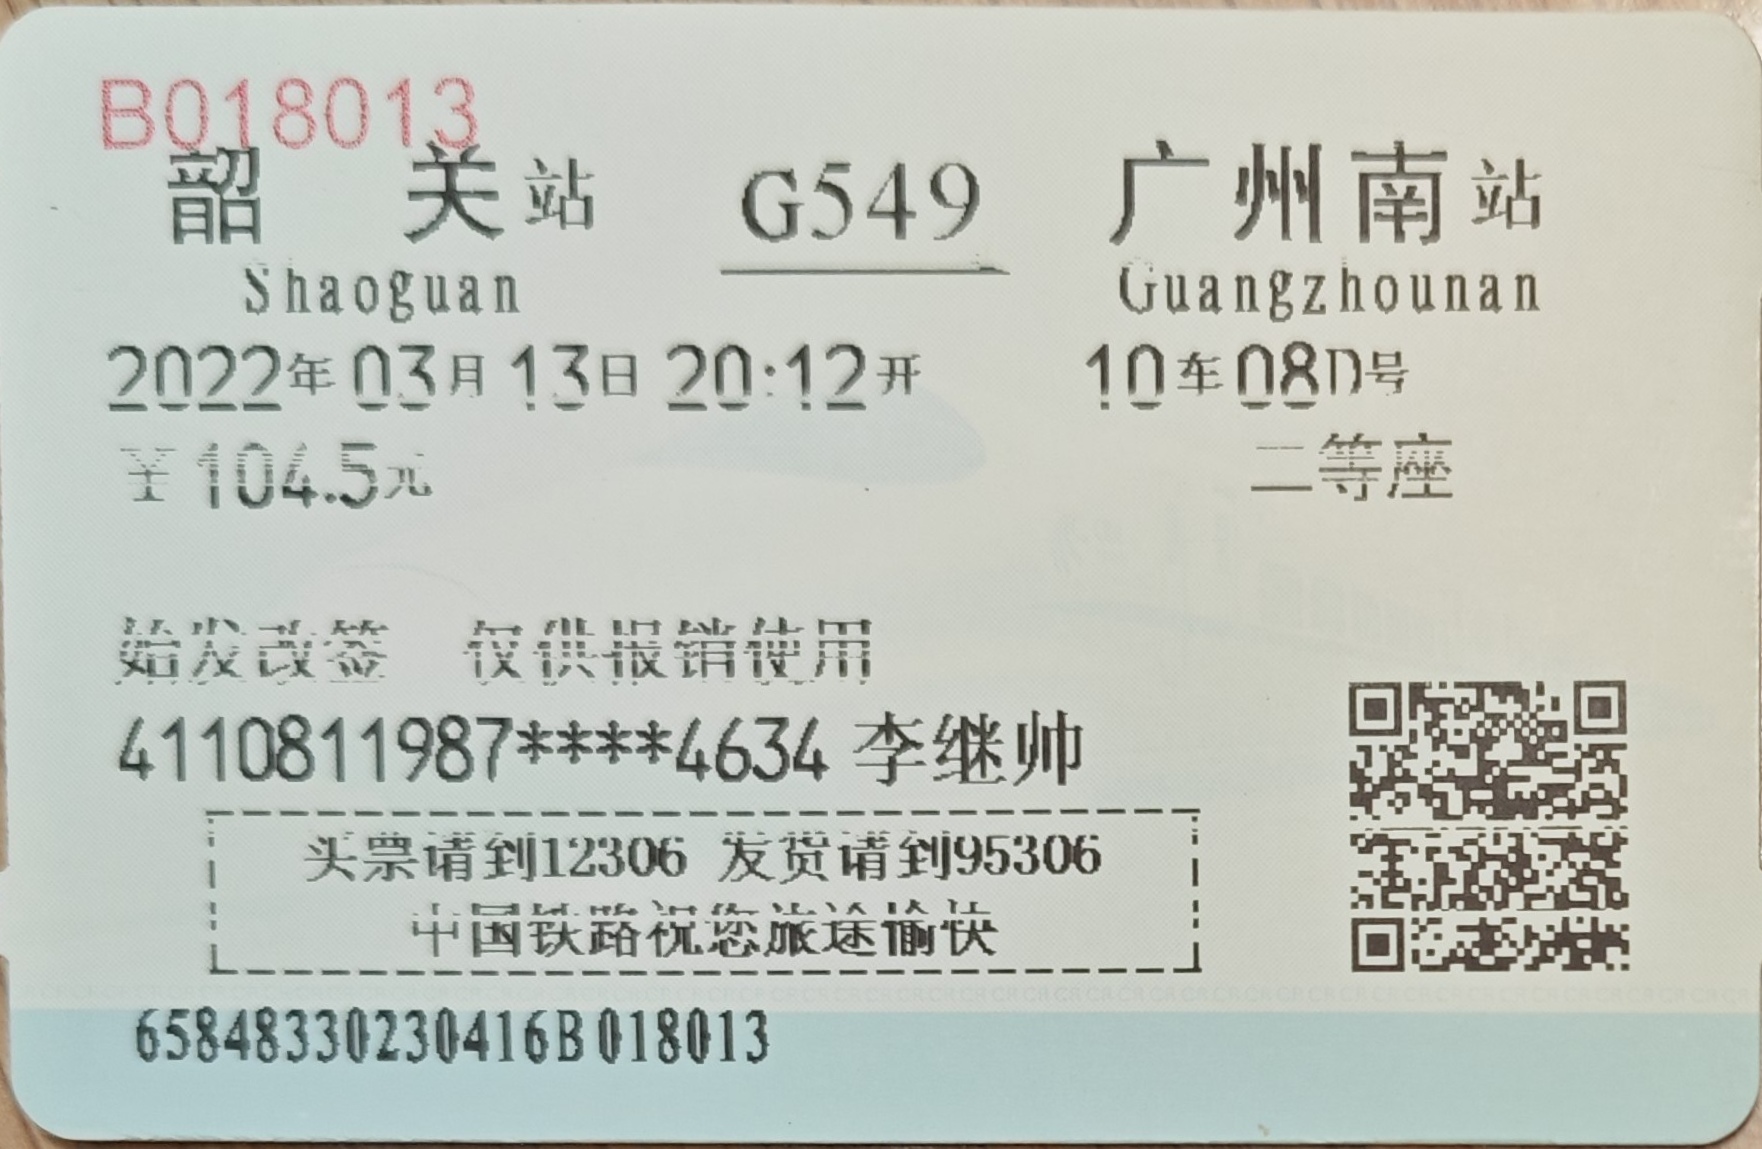 B018013
韶关站 G549 广州南站
Shaoguan Guangzhounan
2022年03月13日 20:12开 10车08D号
¥104.5元 二等座
始发改签 仅供报销使用
4110811987****4634 李继帅
买票请到12306 发货请到95306
中国铁路祝您旅途愉快
65848330230416B018013